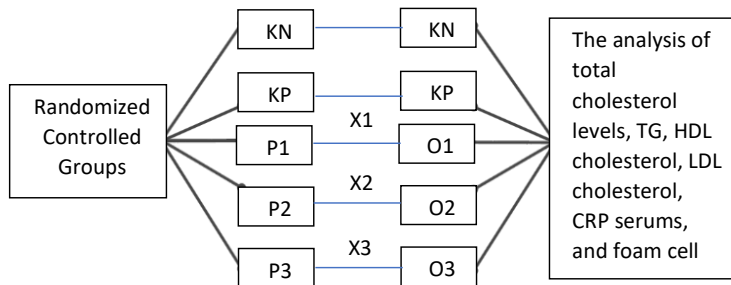 Randomized
Controlled
Groups
KN
KN
KP
KP
X1
P1
O1
X2
P2
O2
X3
P3
O3
The analysis of
total
cholesterol
levels, TG, HDL
cholesterol, LDL
cholesterol,
CRP serums,
and foam cell